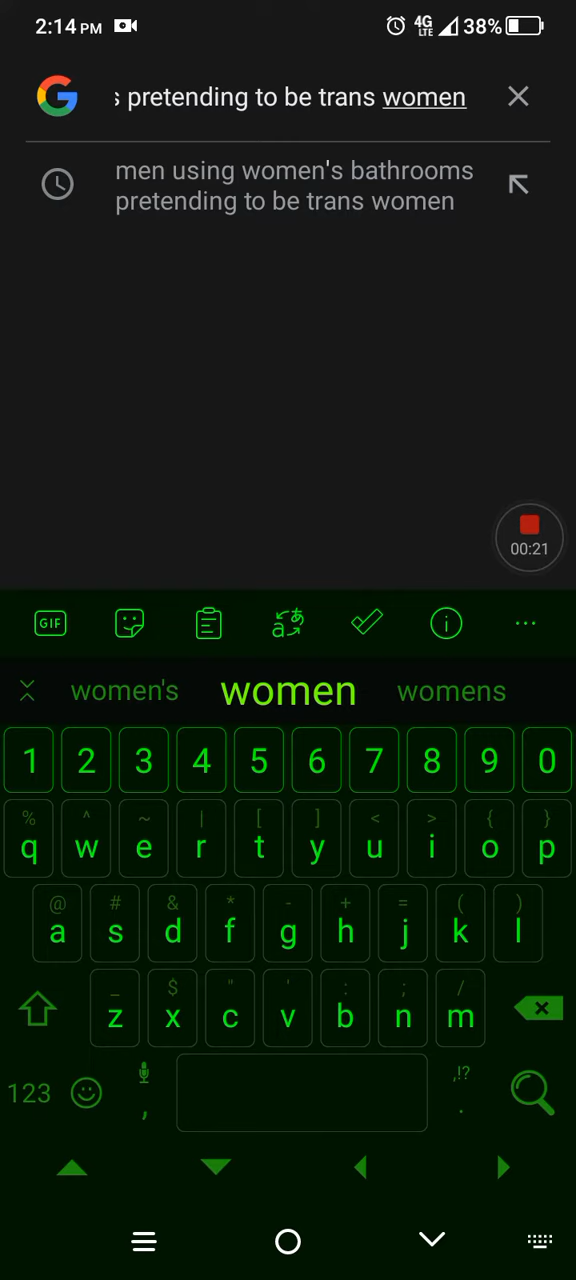 2:14 PM 4G LTE 38%
s pretending to be trans women
men using women's bathrooms
pretending to be trans women
00:21
GIF
women's women womens
1 2 3 4 5 6 7 8 9 0
% ^ ~ | [ ] < > { }
q w e r t y u i o p
@ # & * - + = ( )
a s d f g h j k l
_ $ " ' : ; /
z x c v b n m
123 , ,!? .